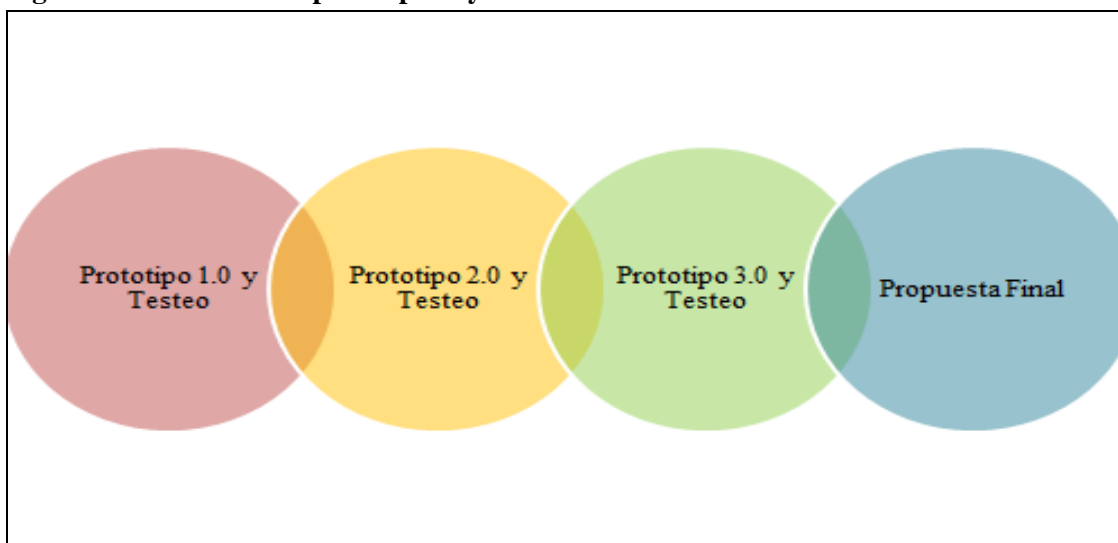 Prototipo 1.0 y
Testeo
Prototipo 2.0 y
Testeo
Prototipo 3.0 y
Testeo
Propuesta Final